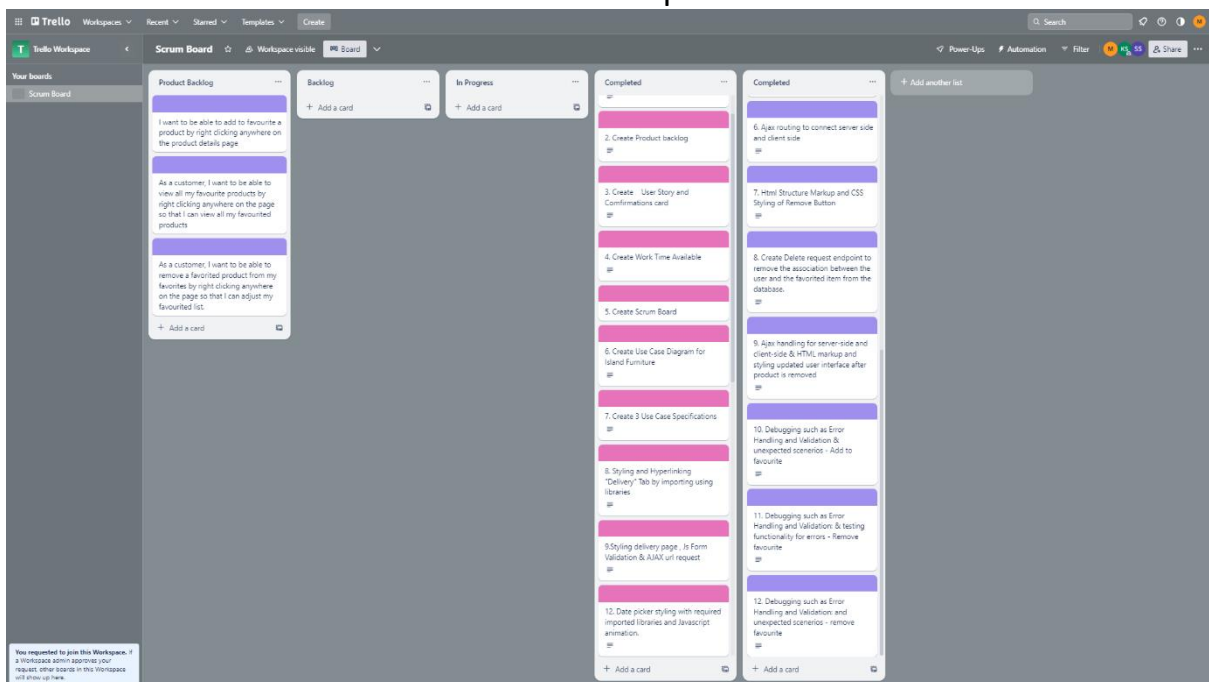 Trello
Workspaces
Recent
Starred
Templates
Create
Search
M
T
Trello Workspace
Scrum Board
Workspace visible
Board
Power-Ups
Automation
Filter
M
KS
SS
Share
Your boards
Scrum Board
You requested to join this Workspace. If
a Workspace admin approves your
request, other boards in this Workspace
will show up here.
Product Backlog
I want to be able to add to favourite a
product by right clicking anywhere on
the product details page
As a customer, I want to be able to
view all my favourite products by
right clicking anywhere on the page
so that I can view all my favourited
products
As a customer, I want to be able to
remove a favorited product from my
favorites by right clicking anywhere
on the page so that I can adjust my
favourited list.
+ Add a card
Backlog
+ Add a card
In Progress
+ Add a card
Completed
2. Create Product backlog
3. Create User Story and
Comfirmations card
4. Create Work Time Available
5. Create Scrum Board
6. Create Use Case Diagram for
Island Furniture
7. Create 3 Use Case Specifications
8. Styling and Hyperlinking
"Delivery" Tab by importing using
libraries
9.Styling delivery page , Js Form
Validation & AJAX url request
12. Date picker styling with required
imported libraries and Javascript
animation.
+ Add a card
Completed
6. Ajax routing to connect server side
and client side
7. Html Structure Markup and CSS
Styling of Remove Button
8. Create Delete request endpoint to
remove the association between the
user and the favorited item from the
database.
9. Ajax handling for server-side and
client-side & HTML markup and
styling updated user interface after
product is removed
10. Debugging such as Error
Handling and Validation &
unexpected scenerios - Add to
favourite
11. Debugging such as Error
Handling and Validation: & testing
functionality for errors - Remove
favourite
12. Debugging such as Error
Handling and Validation: and
unexpected scenerios - remove
favourite
+ Add a card
+ Add another list